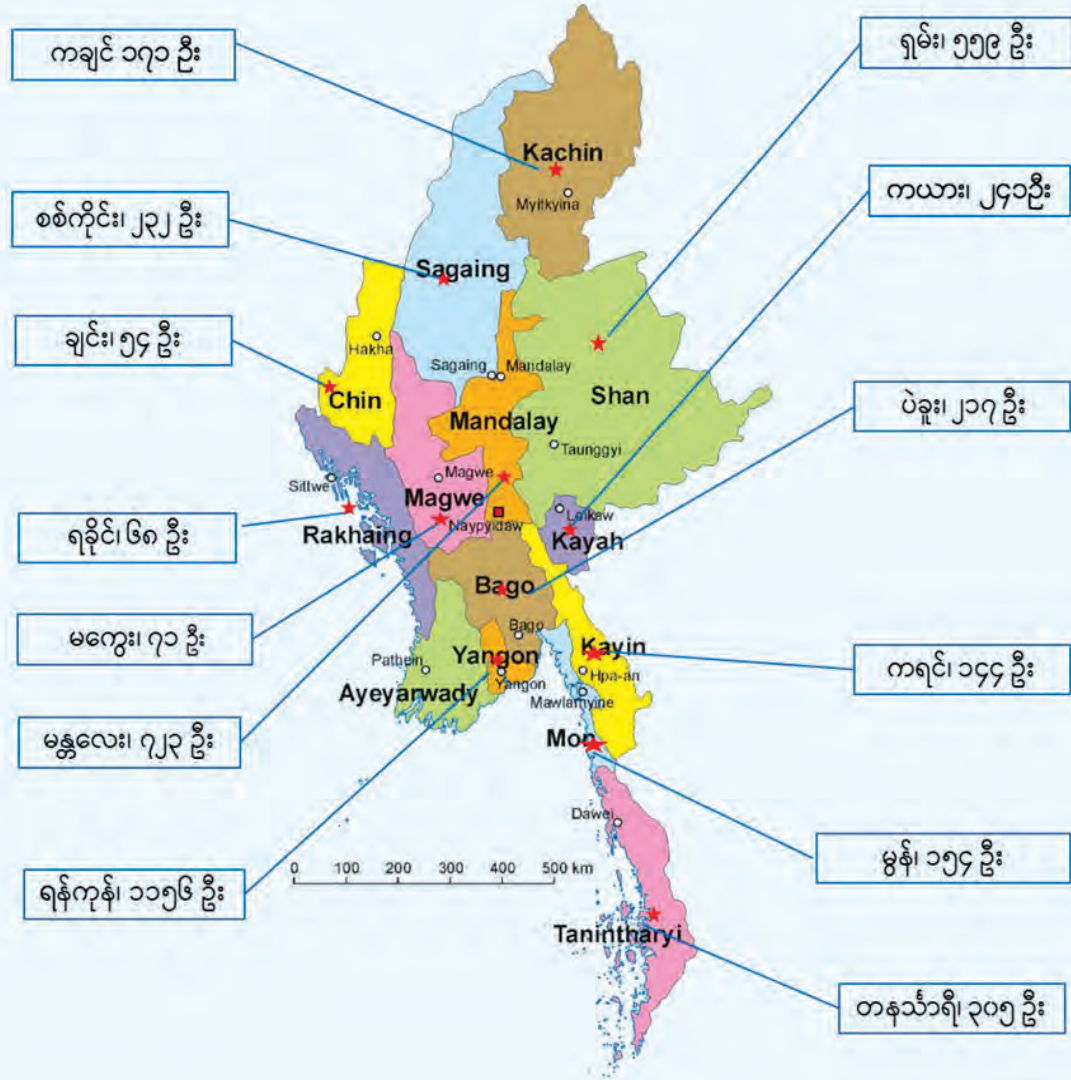 ကချင် ၁၇၁ ဦး
ရှမ်း၊ ၅၅၉ ဦး
Kachin
Myitkyina
ကယား၊ ၂၄၁ဦး
စစ်ကိုင်း၊ ၂၃၂ ဦး
Sagaing
ချင်း၊ ၅၄ ဦး
Hakha
Sagaing
Mandalay
Chin
Shan
Mandalay
ပဲခူး၊ ၂၁၇ ဦး
Taunggyi
Magwe
Sittwe
Magwe
Loikaw
Naypyidaw
ရခိုင်၊ ၆၈ ဦး
Rakhaing
Kayah
Bago
မကွေး၊ ၇၁ ဦး
Bago
Kayin
Yangon
Pathein
Hpa-an
ကရင်၊ ၁၄၄ ဦး
Yangon
Ayeyarwady
Mawlamyine
မန္တလေး၊ ၇၂၃ ဦး
Mon
Dawei
မွန်၊ ၁၅၄ ဦး
0 100 200 300 400 500 km
ရန်ကုန်၊ ၁၁၅၆ ဦး
Tanintharyi
တနင်္သာရီ၊ ၃၀၅ ဦး